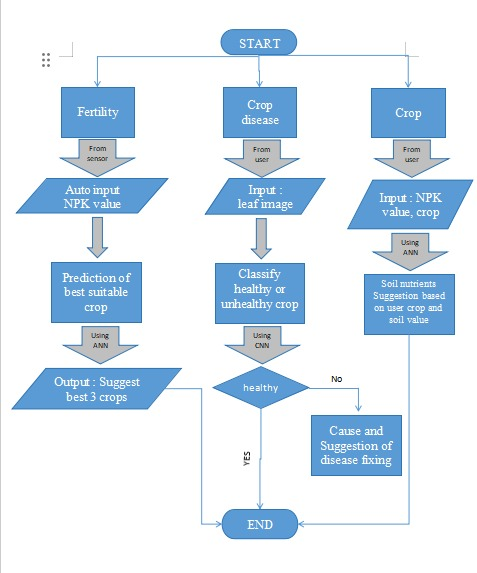 START
Fertility
Crop
disease
Crop
From
sensor
From
user
From
user
Auto input
NPK value
Input :
leaf image
Input : NPK
value, crop
Using
ANN
Prediction of
best suitable
crop
Classify
healthy or
unhealthy crop
Soil nutrients
Suggestion based
on user crop and
soil value
Using
ANN
Using
CNN
Output : Suggest
best 3 crops
healthy
No
Cause and
Suggestion of
disease fixing
YES
END